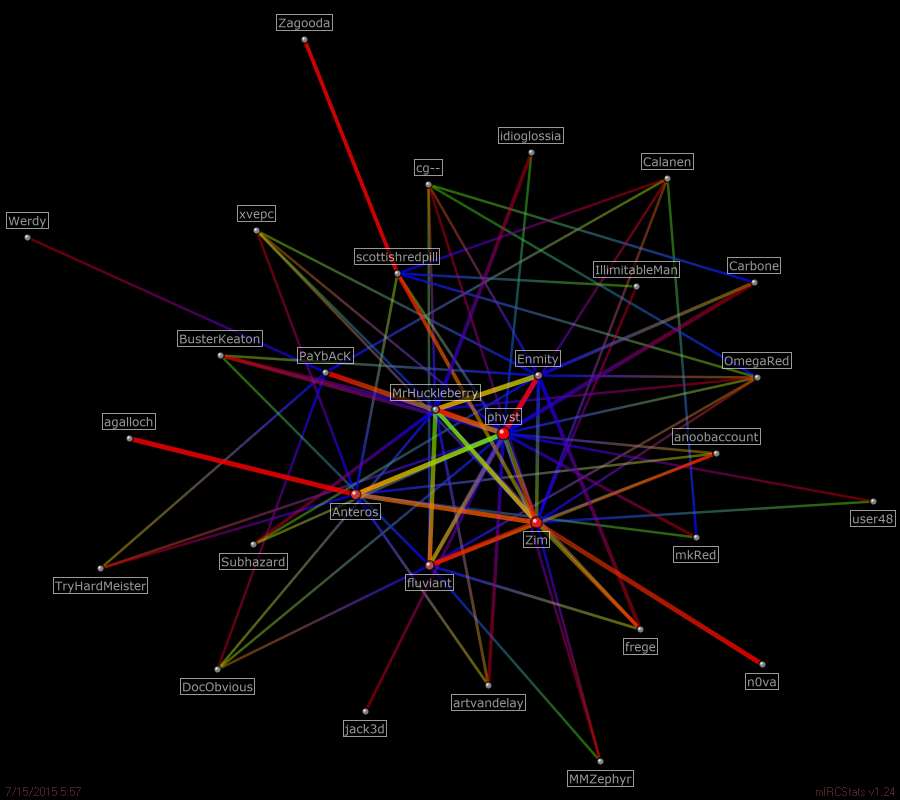 Zagooda
idioglossia
Calanen
cg--
xvepc
Werdy
scottishredpill
IllimitableMan
Carbone
BusterKeaton
PaYbAcK
Enmity
OmegaRed
MrHuckleberry
physt
agalloch
anoobaccount
Anteros
user48
Zim
mkRed
Subhazard
fluviant
TryHardMeister
frege
n0va
DocObvious
artvandelay
jack3d
MMZephyr
7/15/2015 5:57
mIRCStats v1.24